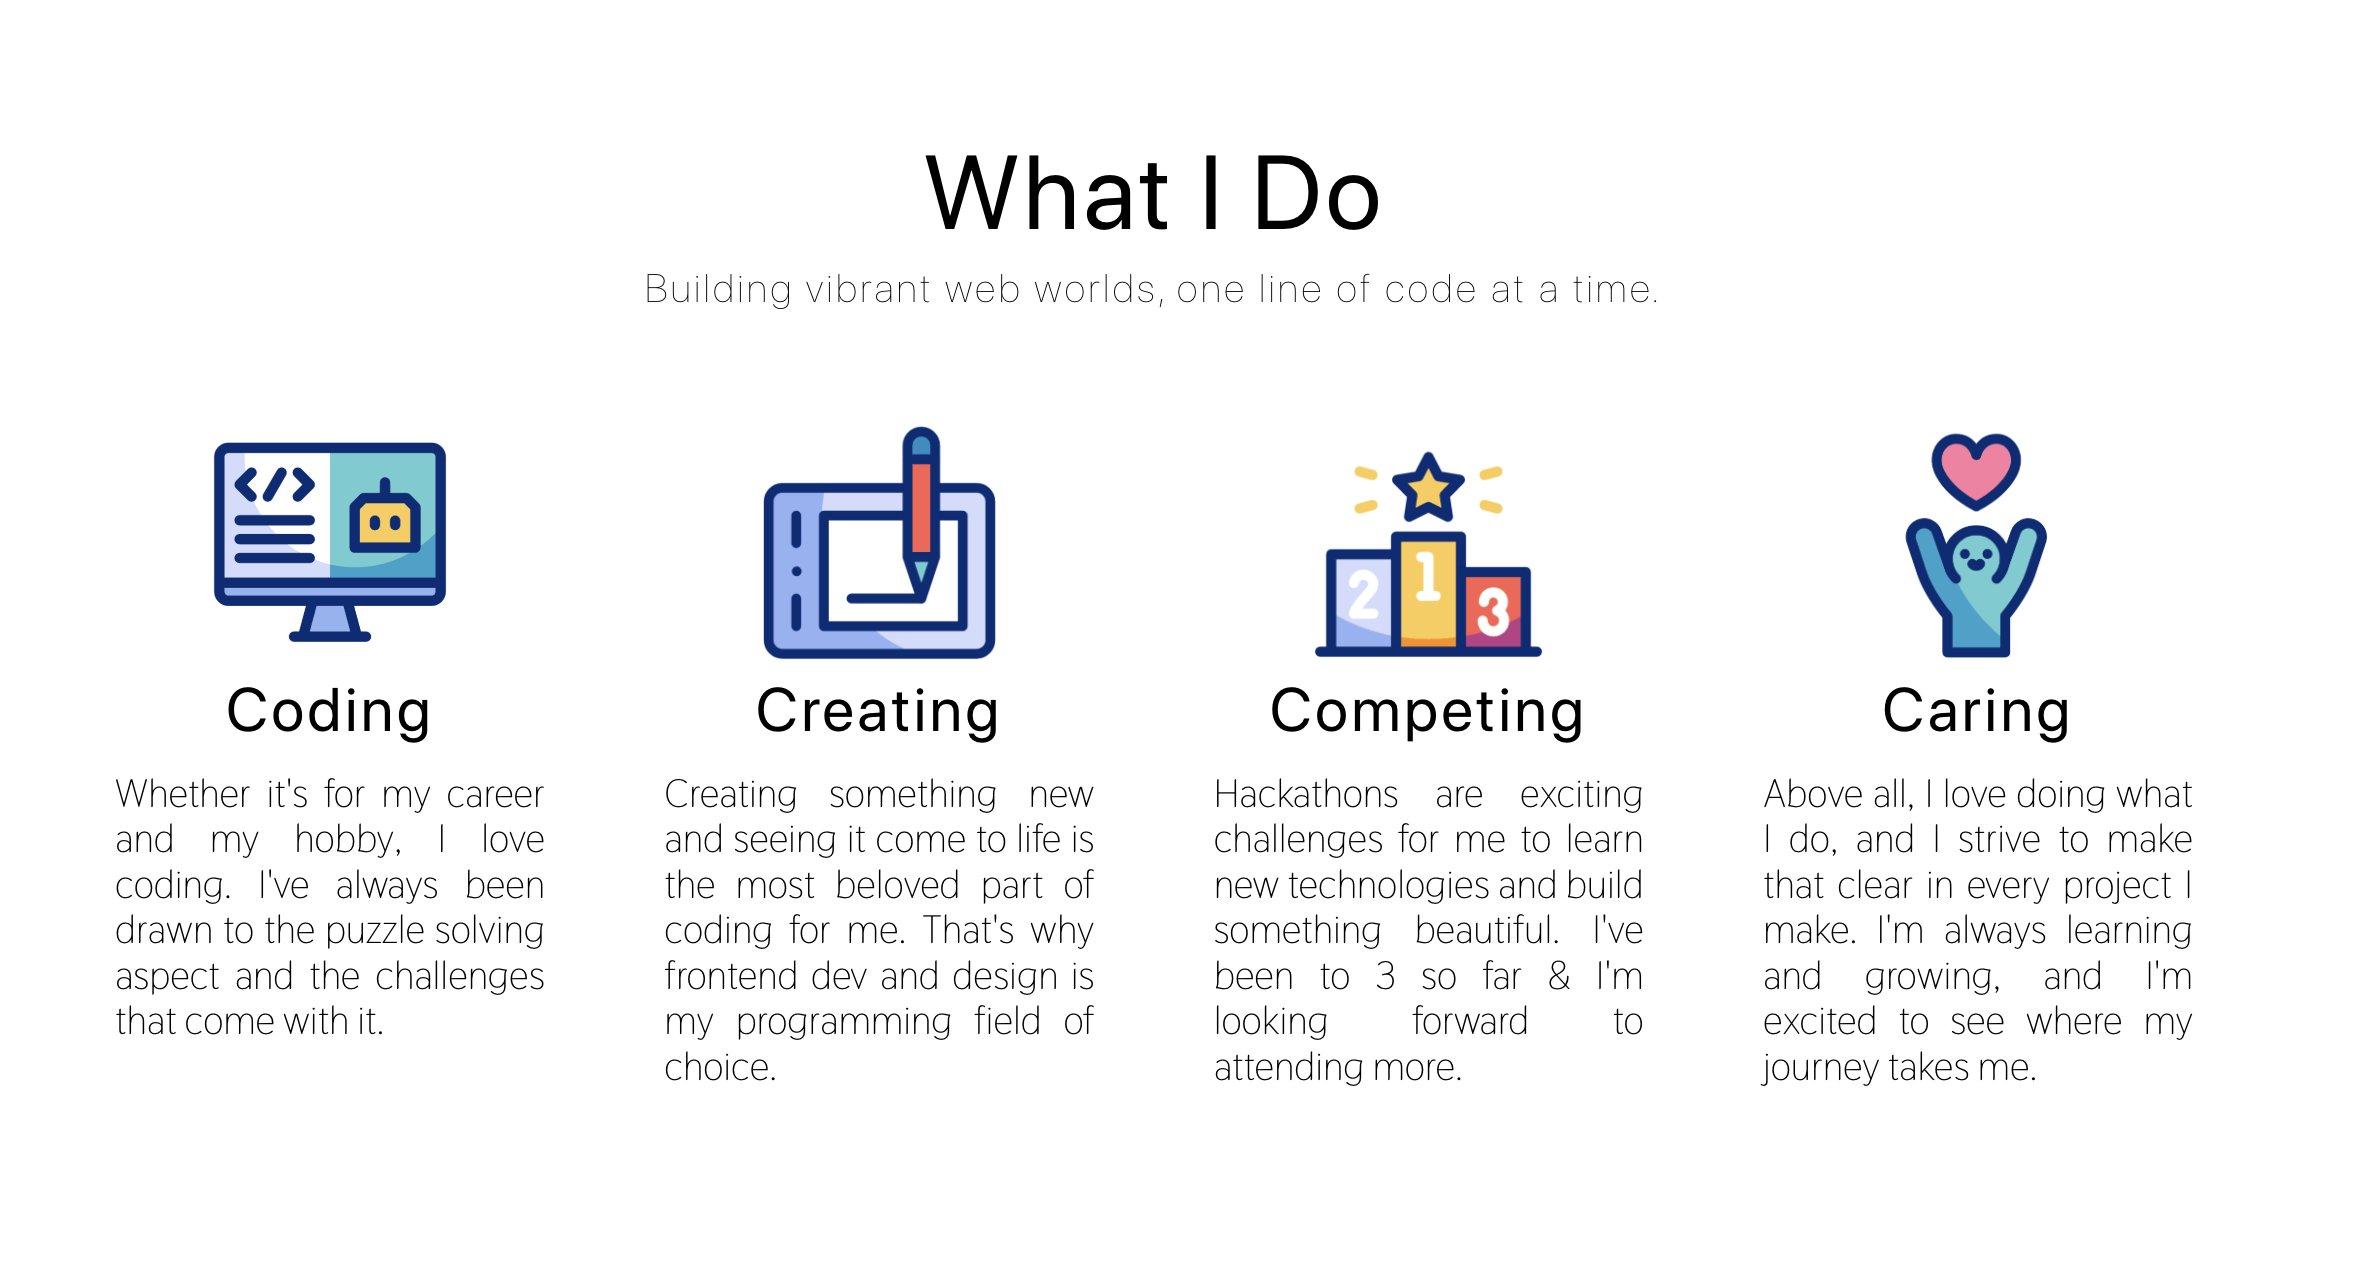 What I Do
Building vibrant web worlds, one line of code at a time.
</>
2
1
3
Coding
Whether it's for my career
and my hobby, I love
coding. I've always been
drawn to the puzzle solving
aspect and the challenges
that come with it.
Creating
Creating something new
and seeing it come to life is
the most beloved part of
coding for me. That's why
frontend dev and design is
my programming field of
choice.
Competing
Hackathons are exciting
challenges for me to learn
new technologies and build
something beautiful. I've
been to 3 so far & I'm
looking forward to
attending more.
Caring
Above all, I love doing what
I do, and I strive to make
that clear in every project I
make. I'm always learning
and growing, and I'm
excited to see where my
journey takes me.